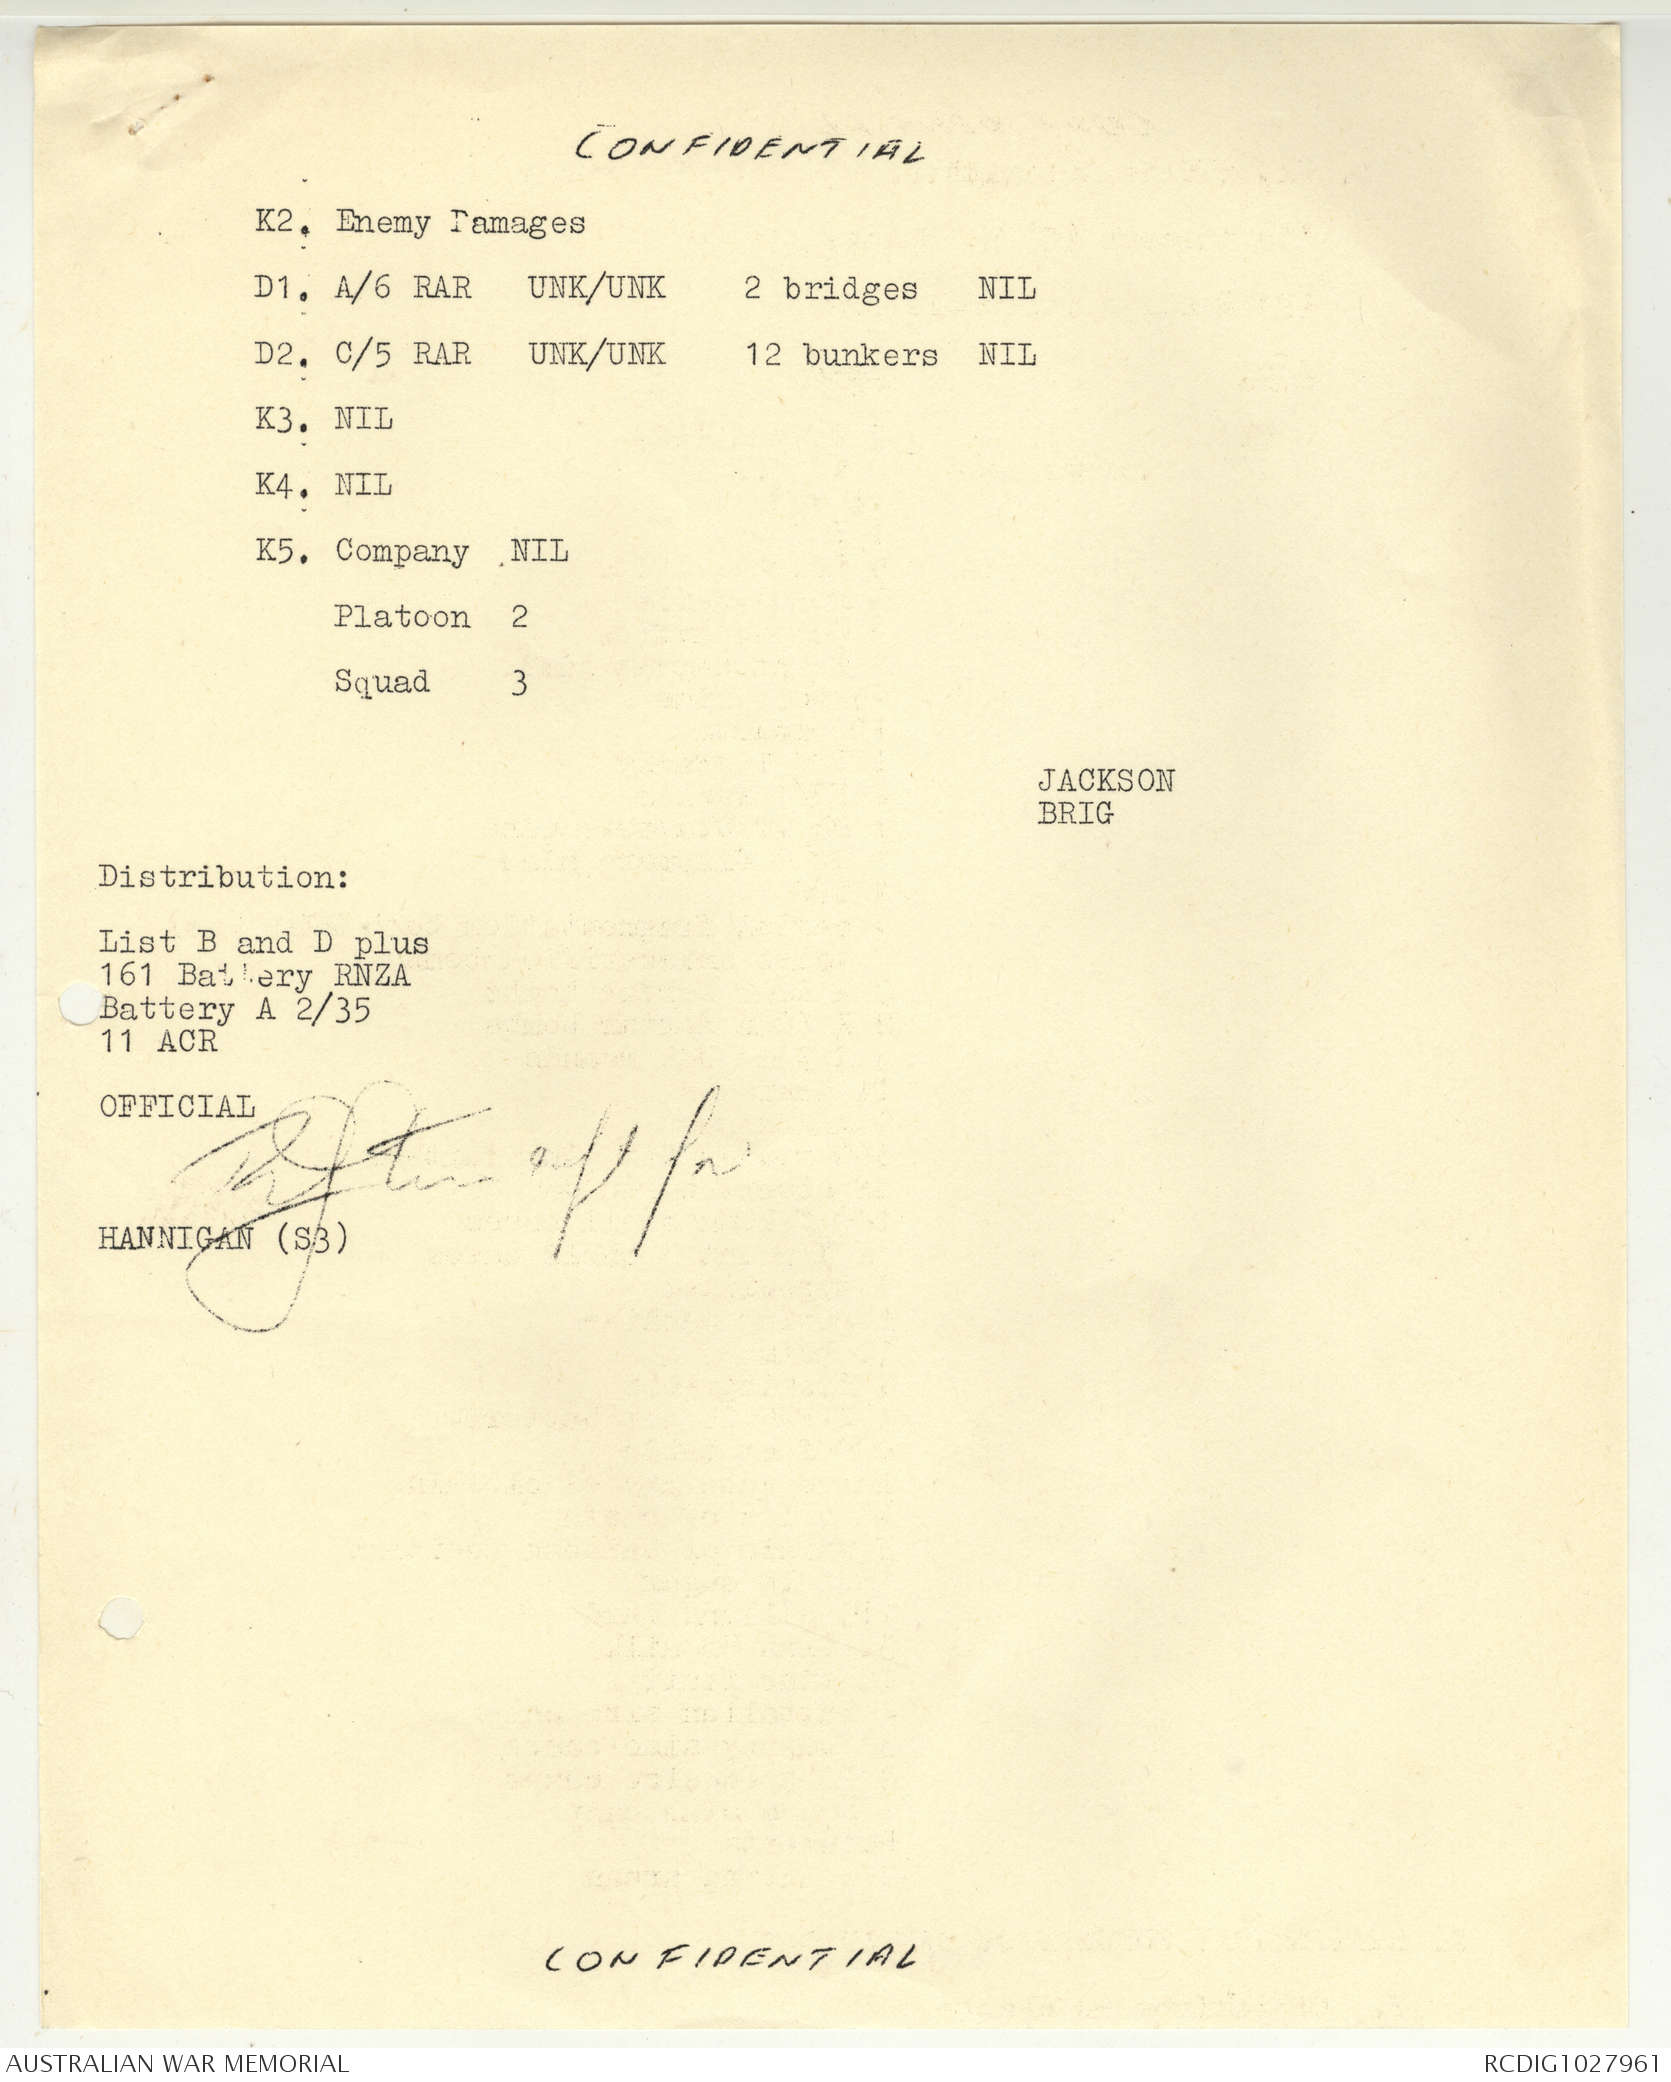 CONFIDENTIAL
K2. Enemy Damages
D1. A/6 RAR UNK/UNK 2 bridges NIL
D2. C/5 RAR UNK/UNK 12 bunkers NIL
K3. NIL
K4. NIL
K5. Company NIL
Platoon 2
Squad 3
JACKSON
BRIG
Distribution:
List B and D plus
161 Battery RNZA
Battery A 2/35
11 ACR
OFFICIAL
for
HANNIGAN (S3)
CONFIDENTIAL
AUSTRALIAN WAR MEMORIAL
RCDIG1027961